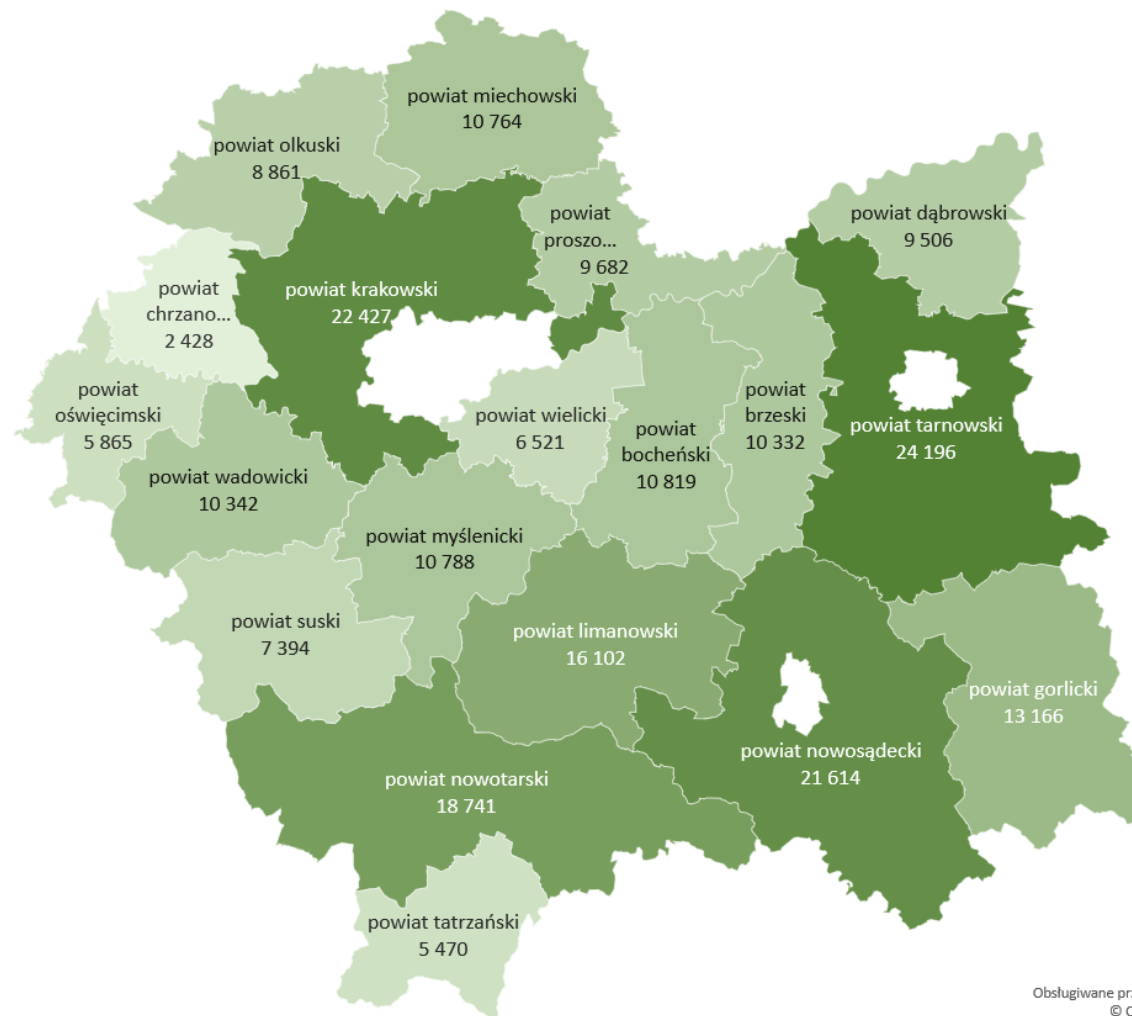 powiat miechowski
10 764
powiat olkuski
8 861
powiat
proszo...
9 682
powiat dąbrowski
9 506
powiat krakowski
22 427
powiat
chrzano...
2 428
powiat
oświęcimski
5 865
powiat wielicki
6 521
powiat
bocheński
10 819
powiat
brzeski
10 332
powiat tarnowski
24 196
powiat wadowicki
10 342
powiat myślenicki
10 788
powiat suski
7 394
powiat limanowski
16 102
powiat gorlicki
13 166
powiat nowosądecki
21 614
powiat nowotarski
18 741
powiat tatrzański
5 470
Obsługiwane
©